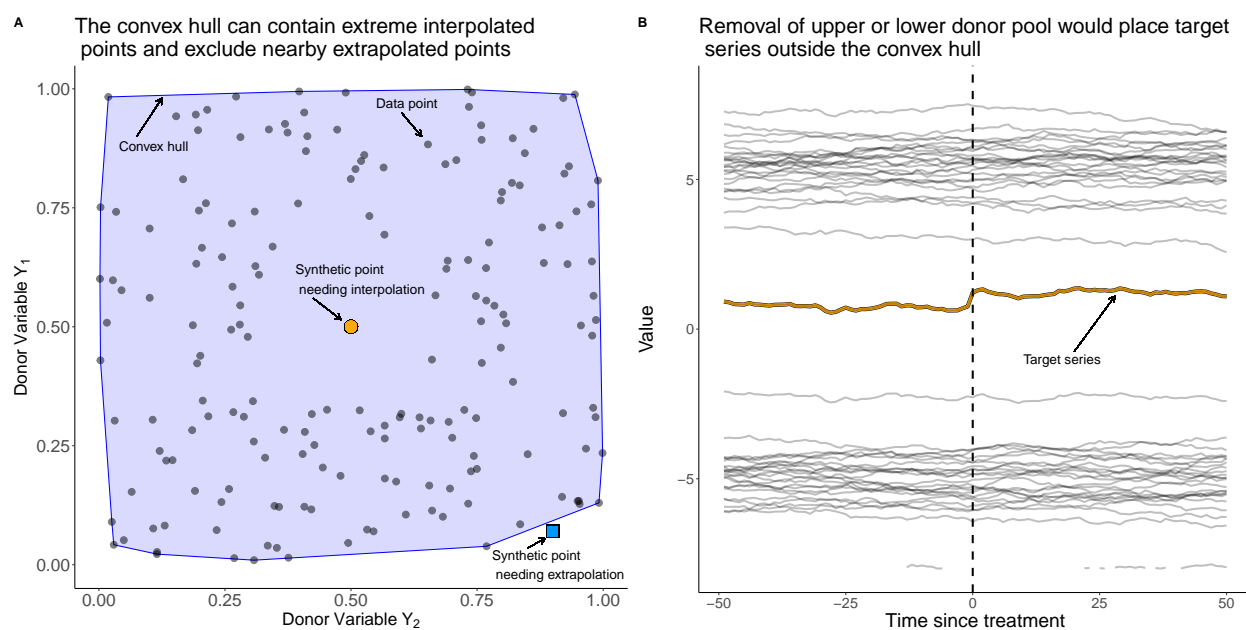 A
The convex hull can contain extreme interpolated
points and exclude nearby extrapolated points
1.00
0.75
0.50
0.25
0.00
Donor Variable Y1
Convex hull
Data point
Synthetic point
needing interpolation
Synthetic point
needing extrapolation
0.00
0.25
0.50
0.75
1.00
Donor Variable Y2
B
Removal of upper or lower donor pool would place target
series outside the convex hull
5
0
−5
Value
Target series
−50
−25
0
25
50
Time since treatment